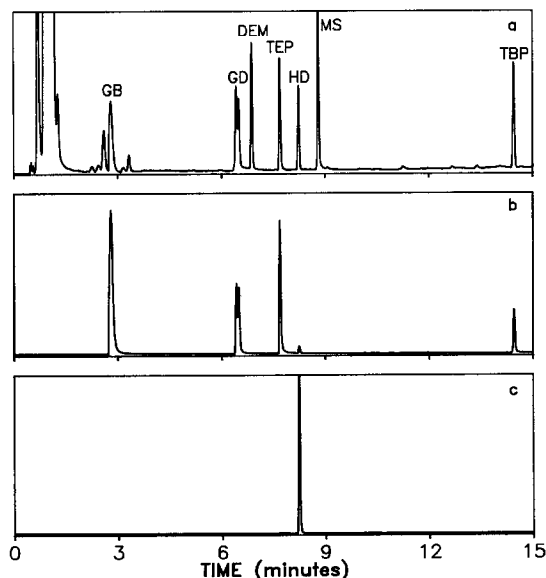 a
DEM
MS
TEP
TBP
GD
HD
GB
b
c
0 3 6 9 12 15
TIME (minutes)